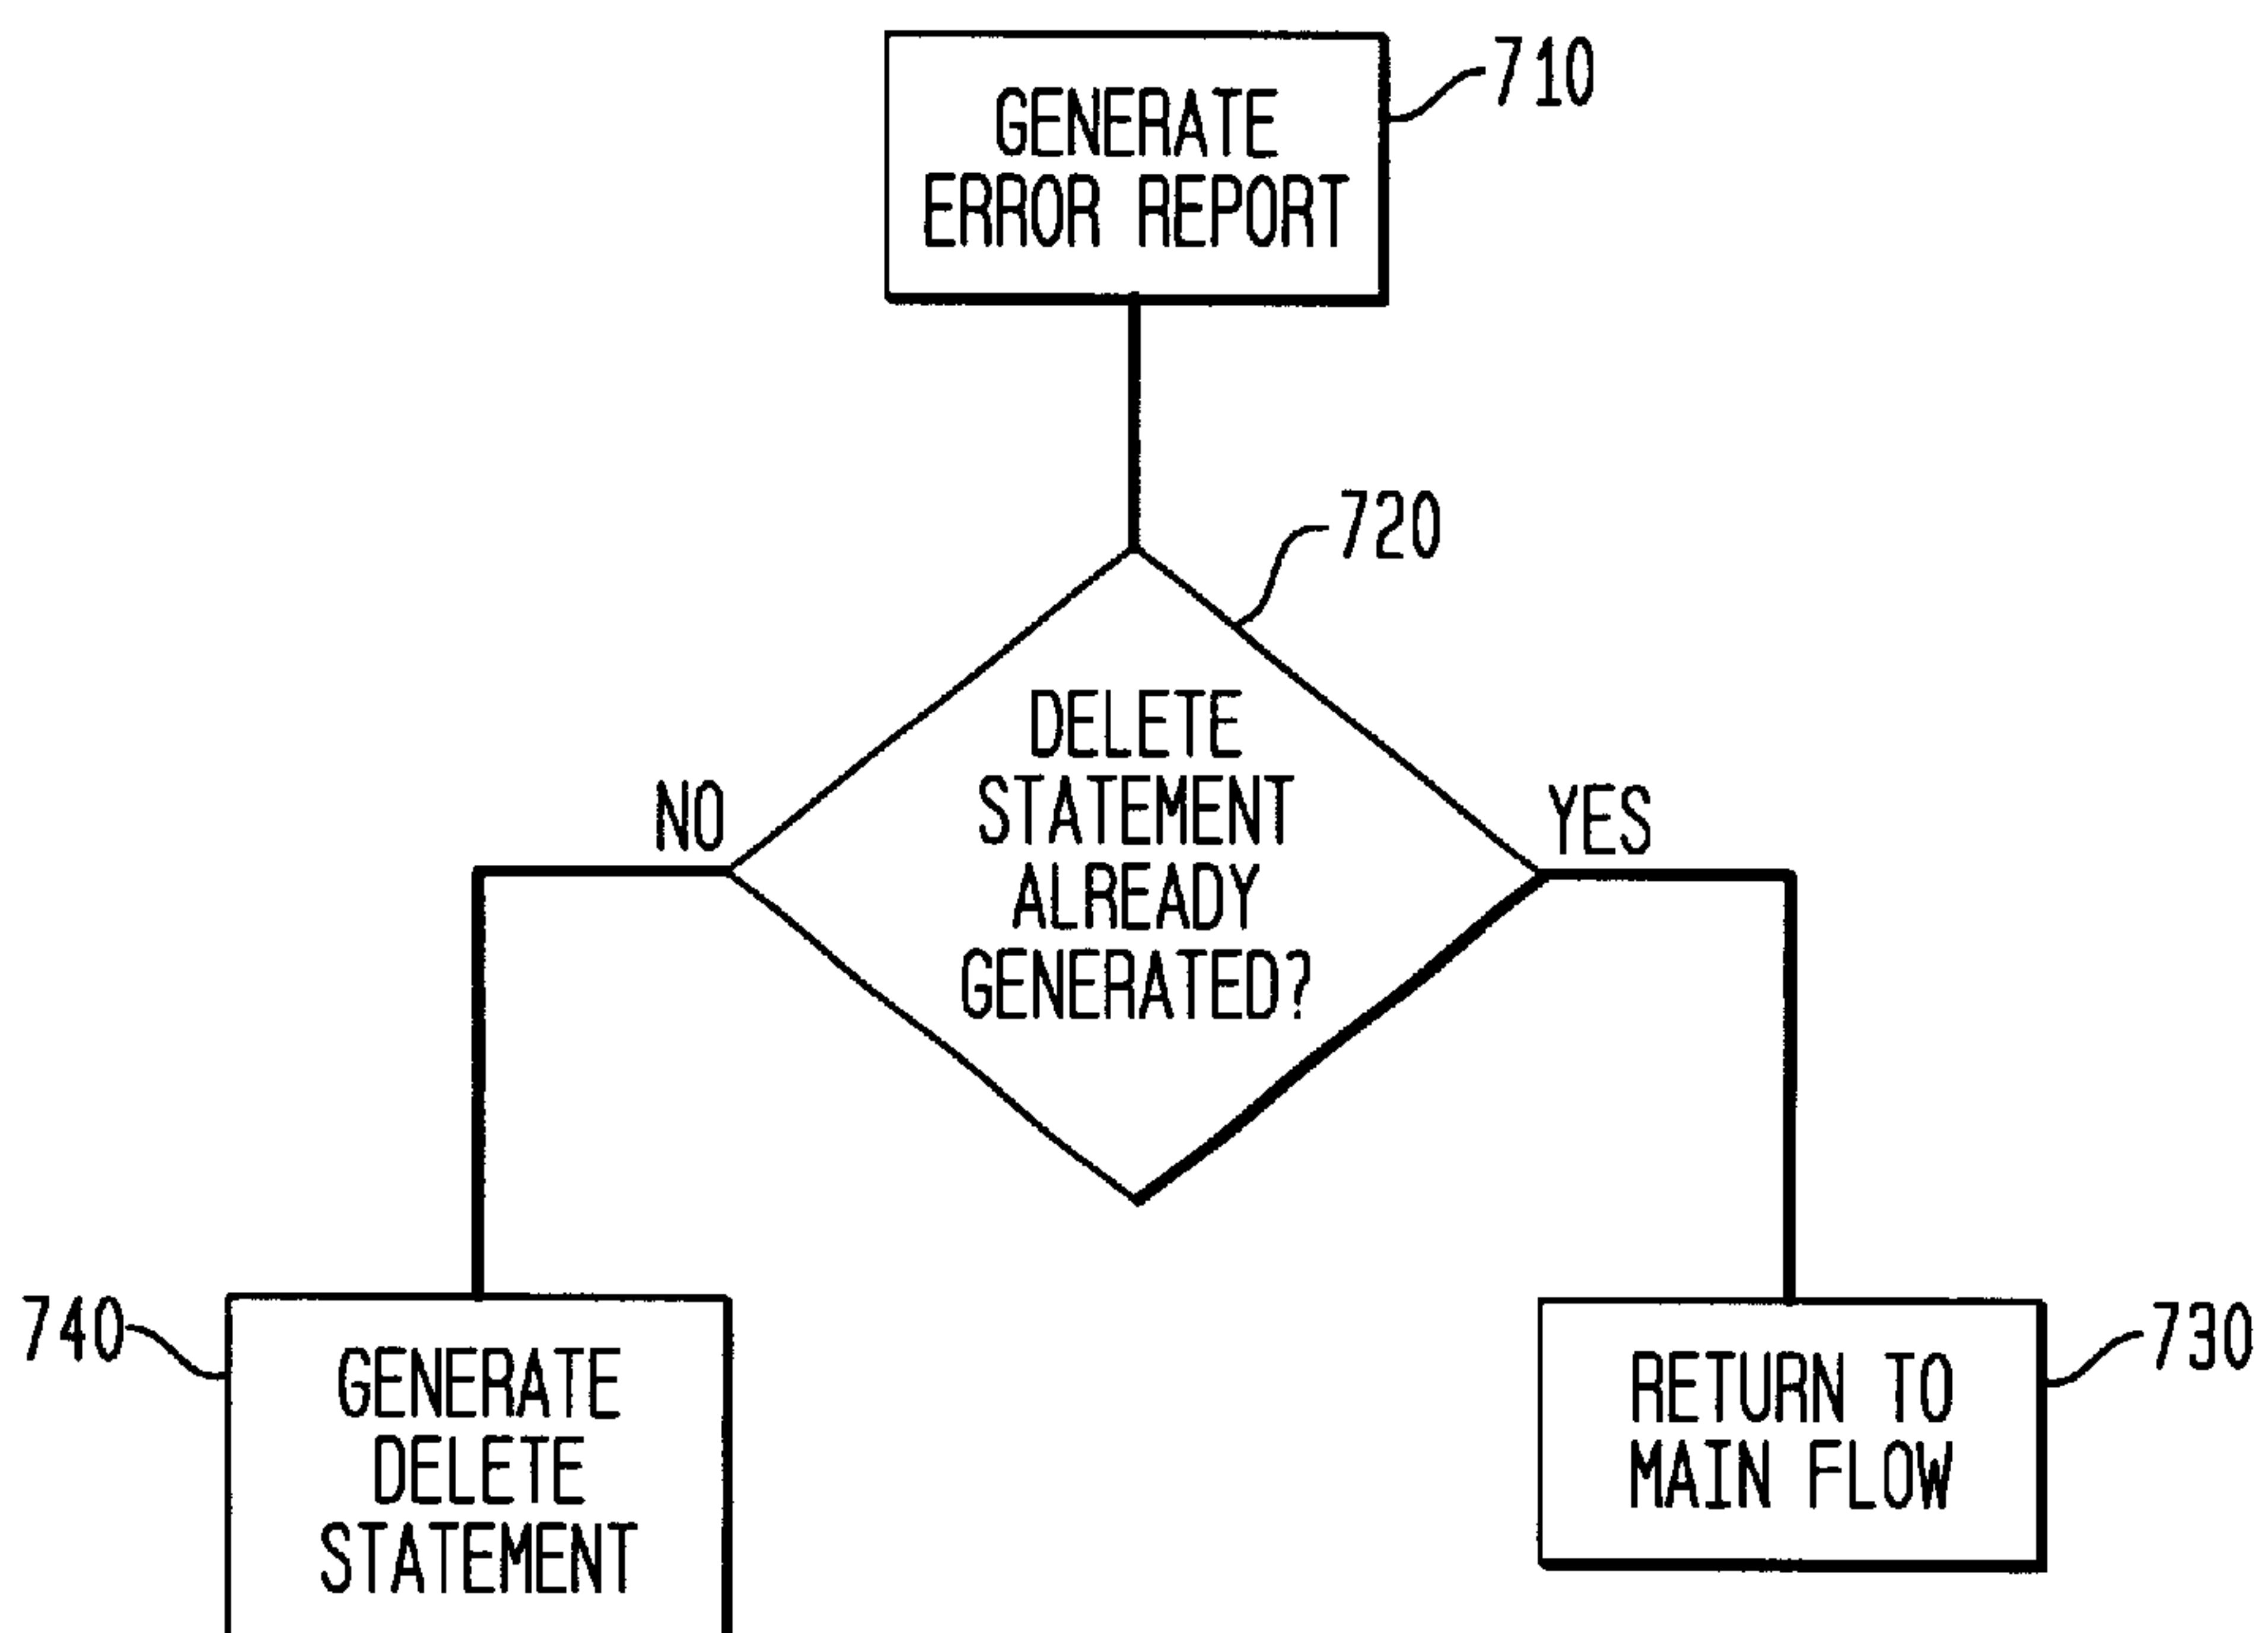 GENERATE
ERROR REPORT
710
720
DELETE
STATEMENT
ALREADY
GENERATED?
NO
YES
740
GENERATE
DELETE
STATEMENT
RETURN TO
MAIN FLOW
730